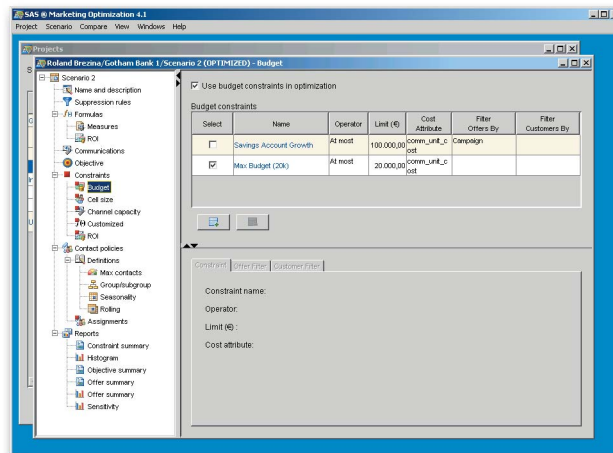 SAS ® Marketing Optimization 4.1
Project Scenario Compare View Windows Help
Projects
Roland Brezina/Gotham Bank 1/Scenario 2 (OPTIMIZED) - Budget
Scenario 2
Name and description
Suppression rules
Formulas
Measures
ROI
Communications
Objective
Constraints
Budget
Cell size
Channel capacity
Customized
ROI
Contact policies
Definitions
Max contacts
Group/subgroup
Seasonality
Rolling
Assignments
Reports
Constraint summary
Histogram
Objective summary
Offer summary
Offer summary
Sensitivity
Use budget constraints in optimization
Budget constraints
Select Name Operator Limit (€) Cost Attribute Filter Offers By Filter Customers By
Savings Account Growth At most 100.000,00 comm_unit_cost Campaign
Max Budget (20k) At most 20.000,00 comm_unit_cost
Constraint Offer Filter Customer Filter
Constraint name:
Operator:
Limit (€) :
Cost attribute: